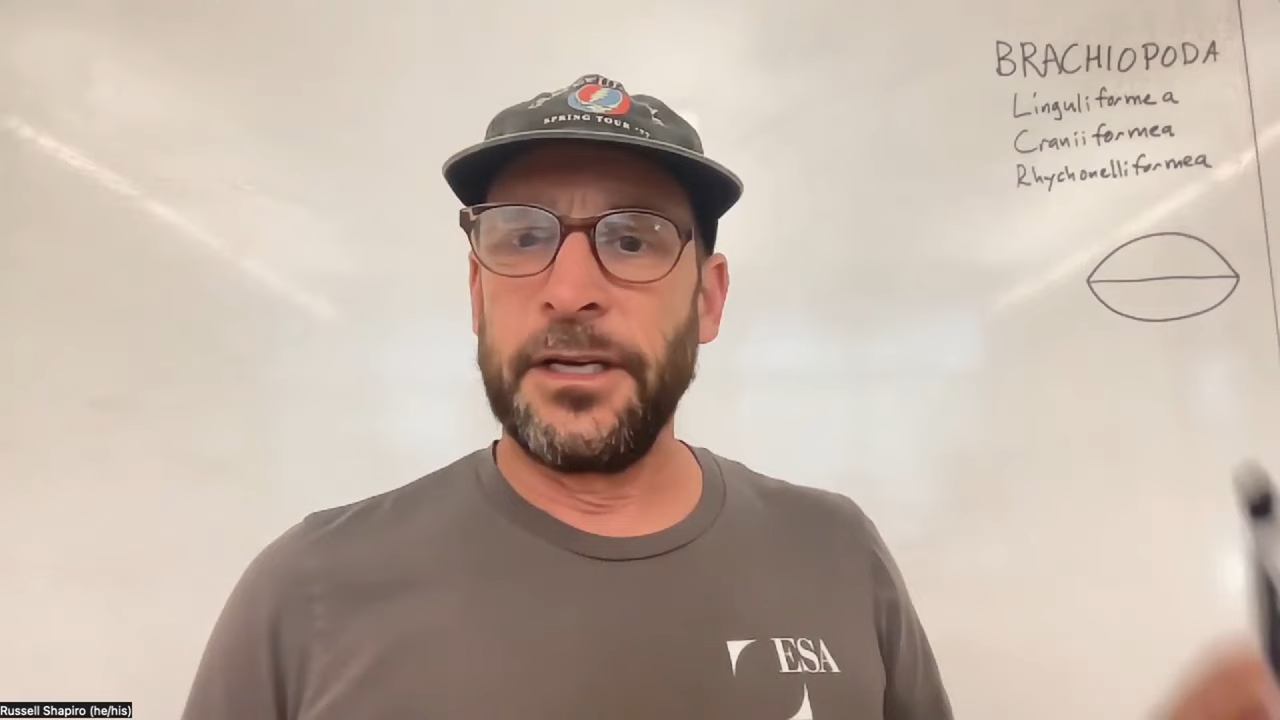 BRACHIOPODA
Linguliformea
Craniiformea
Rhychonelliformea
SPRING TOUR '77
ESA
Russell Shapiro (he/his)